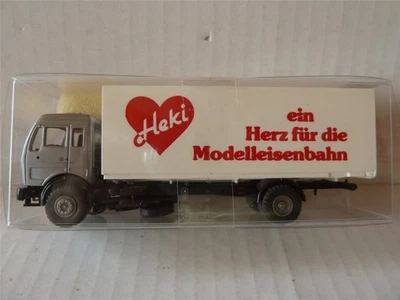 Heki
ein
Herz für die
Modelleisenbahn